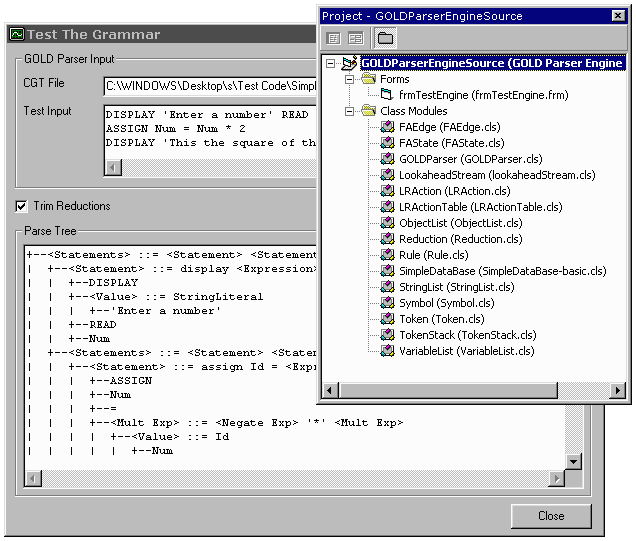 Test The Grammar
GOLD Parser Input
CGT File
C:\WINDOWS\Desktop\s\Test Code\Simpl
Test Input
DISPLAY 'Enter a number' READ
ASSIGN Num = Num * 2
DISPLAY 'This the square of th
Trim Reductions
Parse Tree
+--<Statements> ::= <Statement> <Statement
|  +--<Statement> ::= display <Expression>
|  |  +--DISPLAY
|  |  +--<Value> ::= StringLiteral
|  |  |  +--'Enter a number'
|  |  +--READ
|  |  +--Num
|  +--<Statements> ::= <Statement> <Statem
|  |  +--<Statement> ::= assign Id = <Expr
|  |  |  +--ASSIGN
|  |  |  +--Num
|  |  |  +--=
|  |  |  +--<Mult Exp> ::= <Negate Exp> '*' <Mult Exp>
|  |  |  |  +--<Value> ::= Id
|  |  |  |  |  +--Num
Close
Project - GOLDParserEngineSource
GOLDParserEngineSource (GOLD Parser Engine
Forms
frmTestEngine (frmTestEngine.frm)
Class Modules
FAEdge (FAEdge.cls)
FAState (FAState.cls)
GOLDParser (GOLDParser.cls)
LookaheadStream (lookaheadStream.cls)
LRAction (LRAction.cls)
LRActionTable (LRActionTable.cls)
ObjectList (ObjectList.cls)
Reduction (Reduction.cls)
Rule (Rule.cls)
SimpleDataBase (SimpleDataBase-basic.cls)
StringList (StringList.cls)
Symbol (Symbol.cls)
Token (Token.cls)
TokenStack (TokenStack.cls)
VariableList (VariableList.cls)